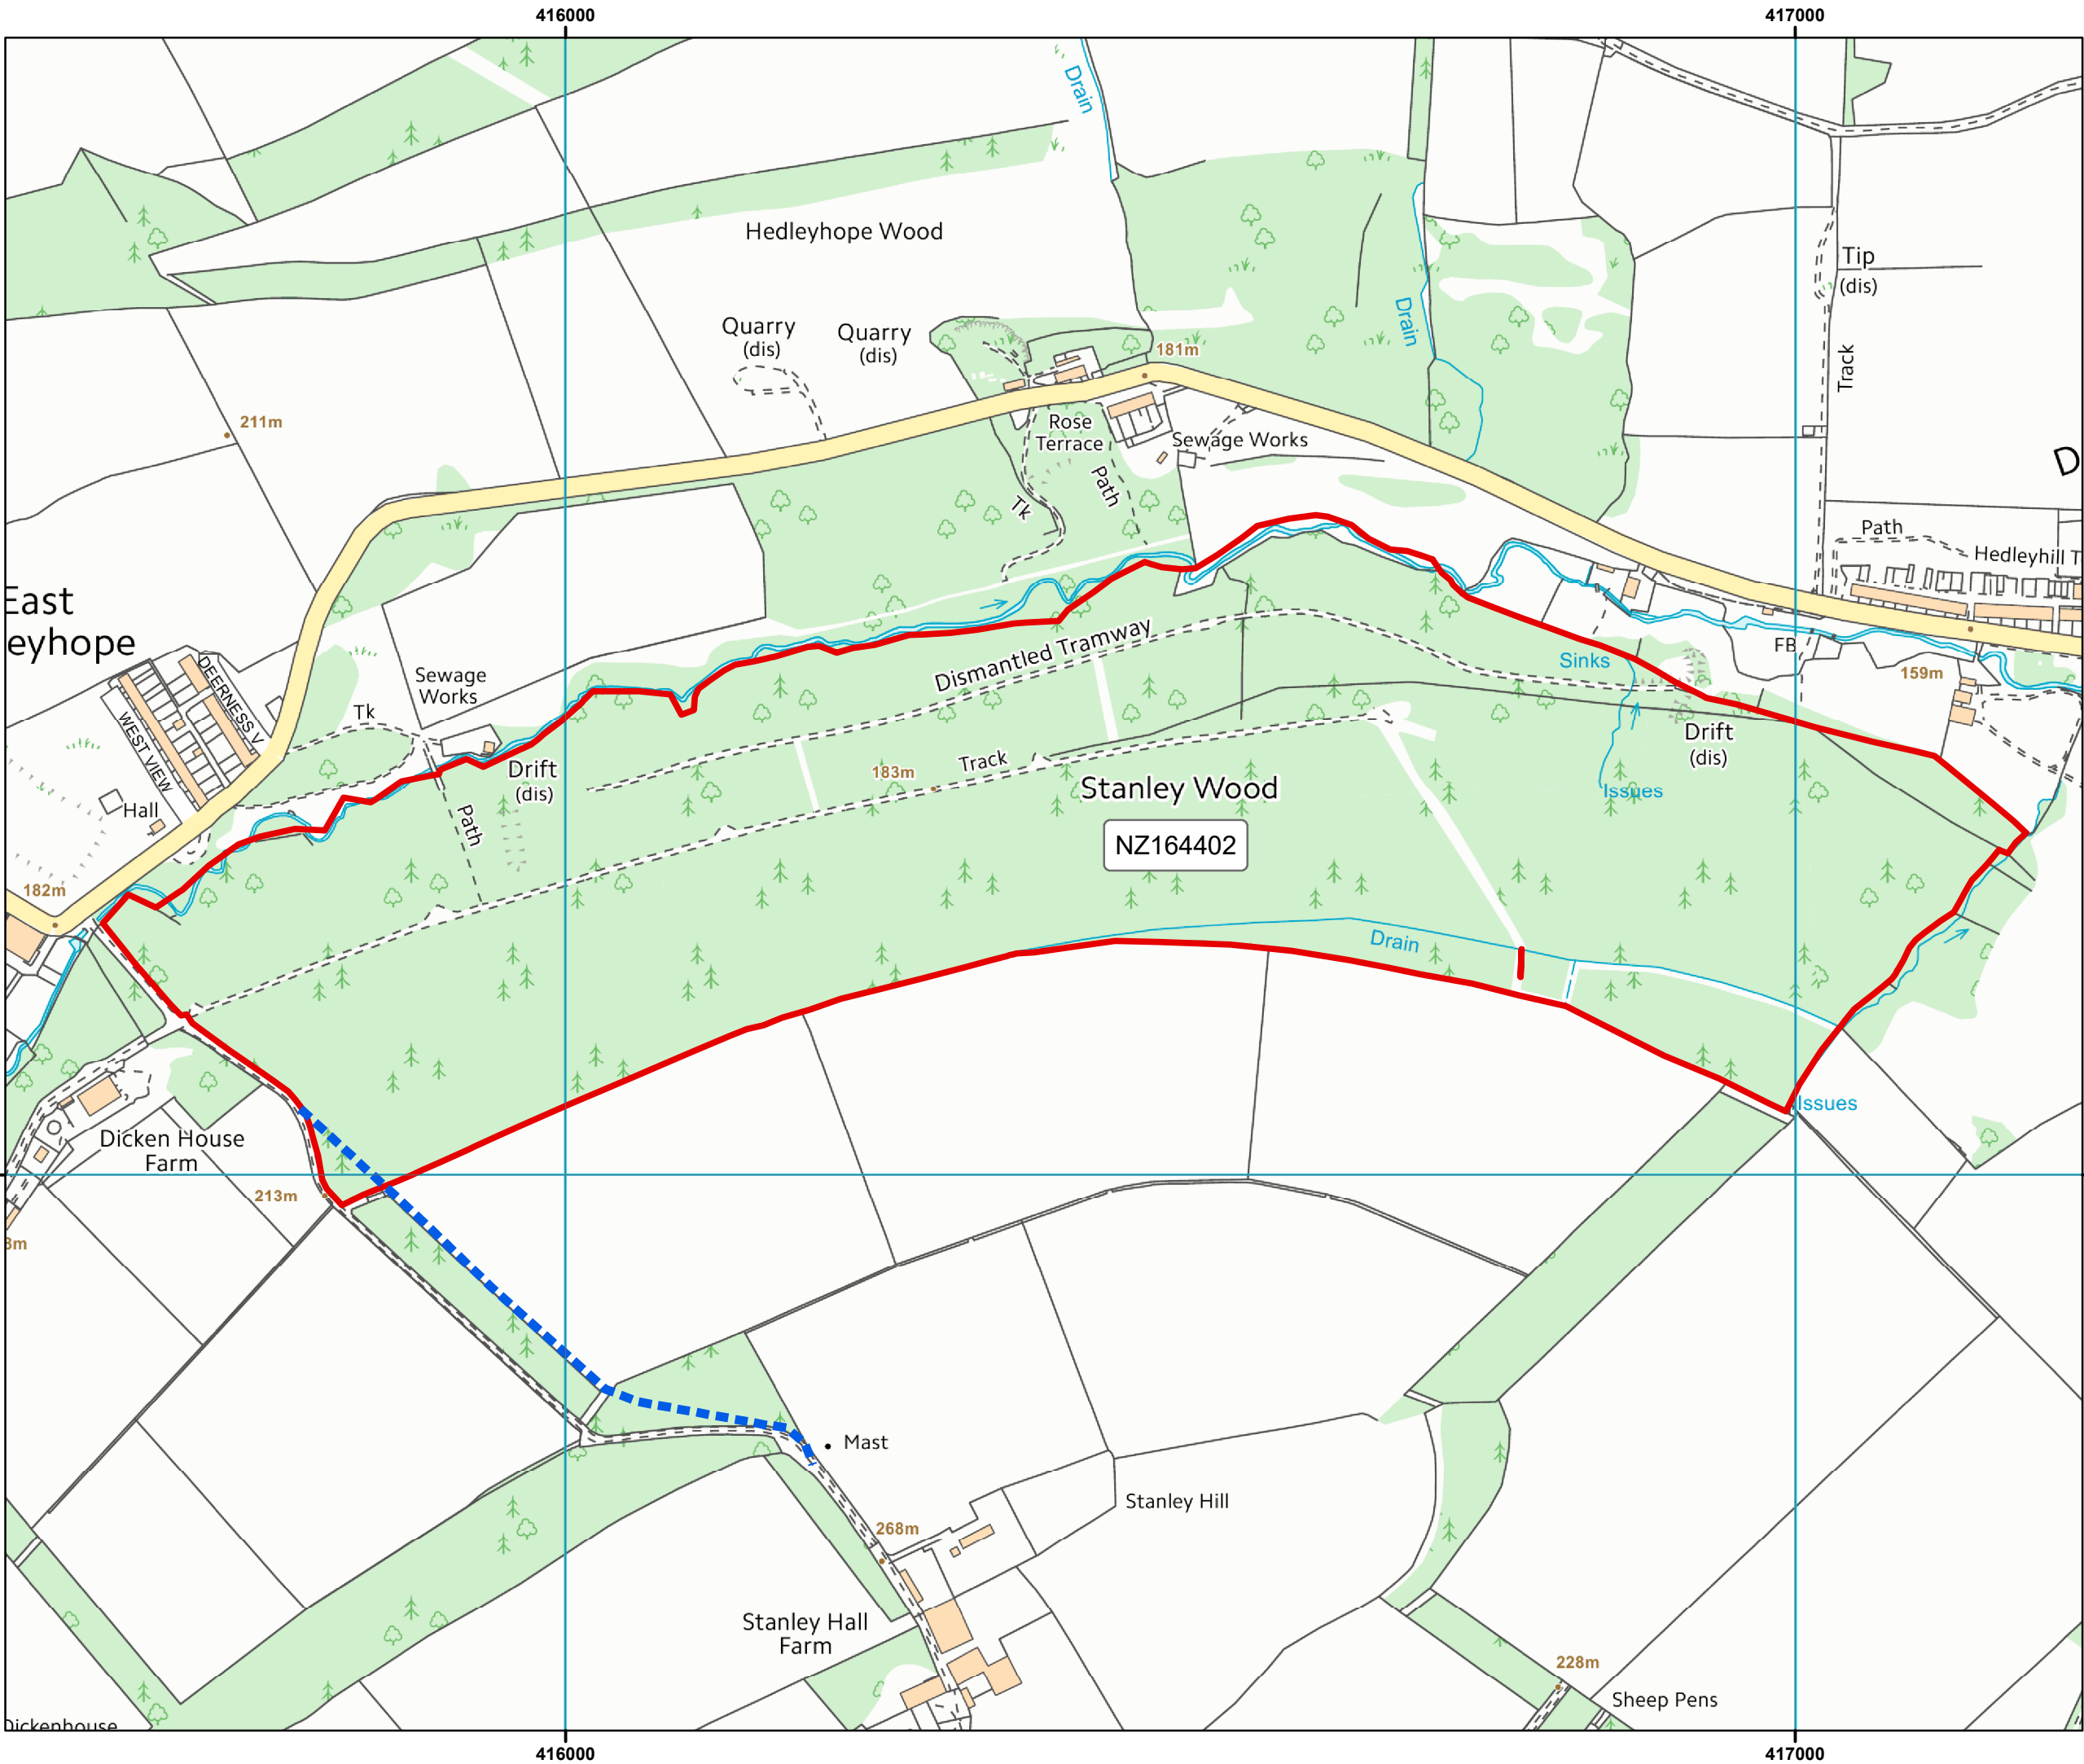 416000
417000
Drain
Hedleyhope Wood
Tip
(dis)
Quarry
(dis)
Quarry
(dis)
Drain
181m
Track
211m
Rose
Terrace
Sewage Works
Path
Tk
D
Path
Hedleyhill T
East
eyhope
Dismantled Tramway
FB
Sinks
159m
Sewage
Works
DEERNESS V
WEST VIEW
Tk
Drift
(dis)
Drift
(dis)
Track
183m
Stanley Wood
Issues
Hall
Path
NZ164402
182m
Drain
Issues
Dicken House
Farm
213m
3m
Mast
Stanley Hill
268m
Stanley Hall
Farm
228m
Sheep Pens
Dickenhouse
416000
417000